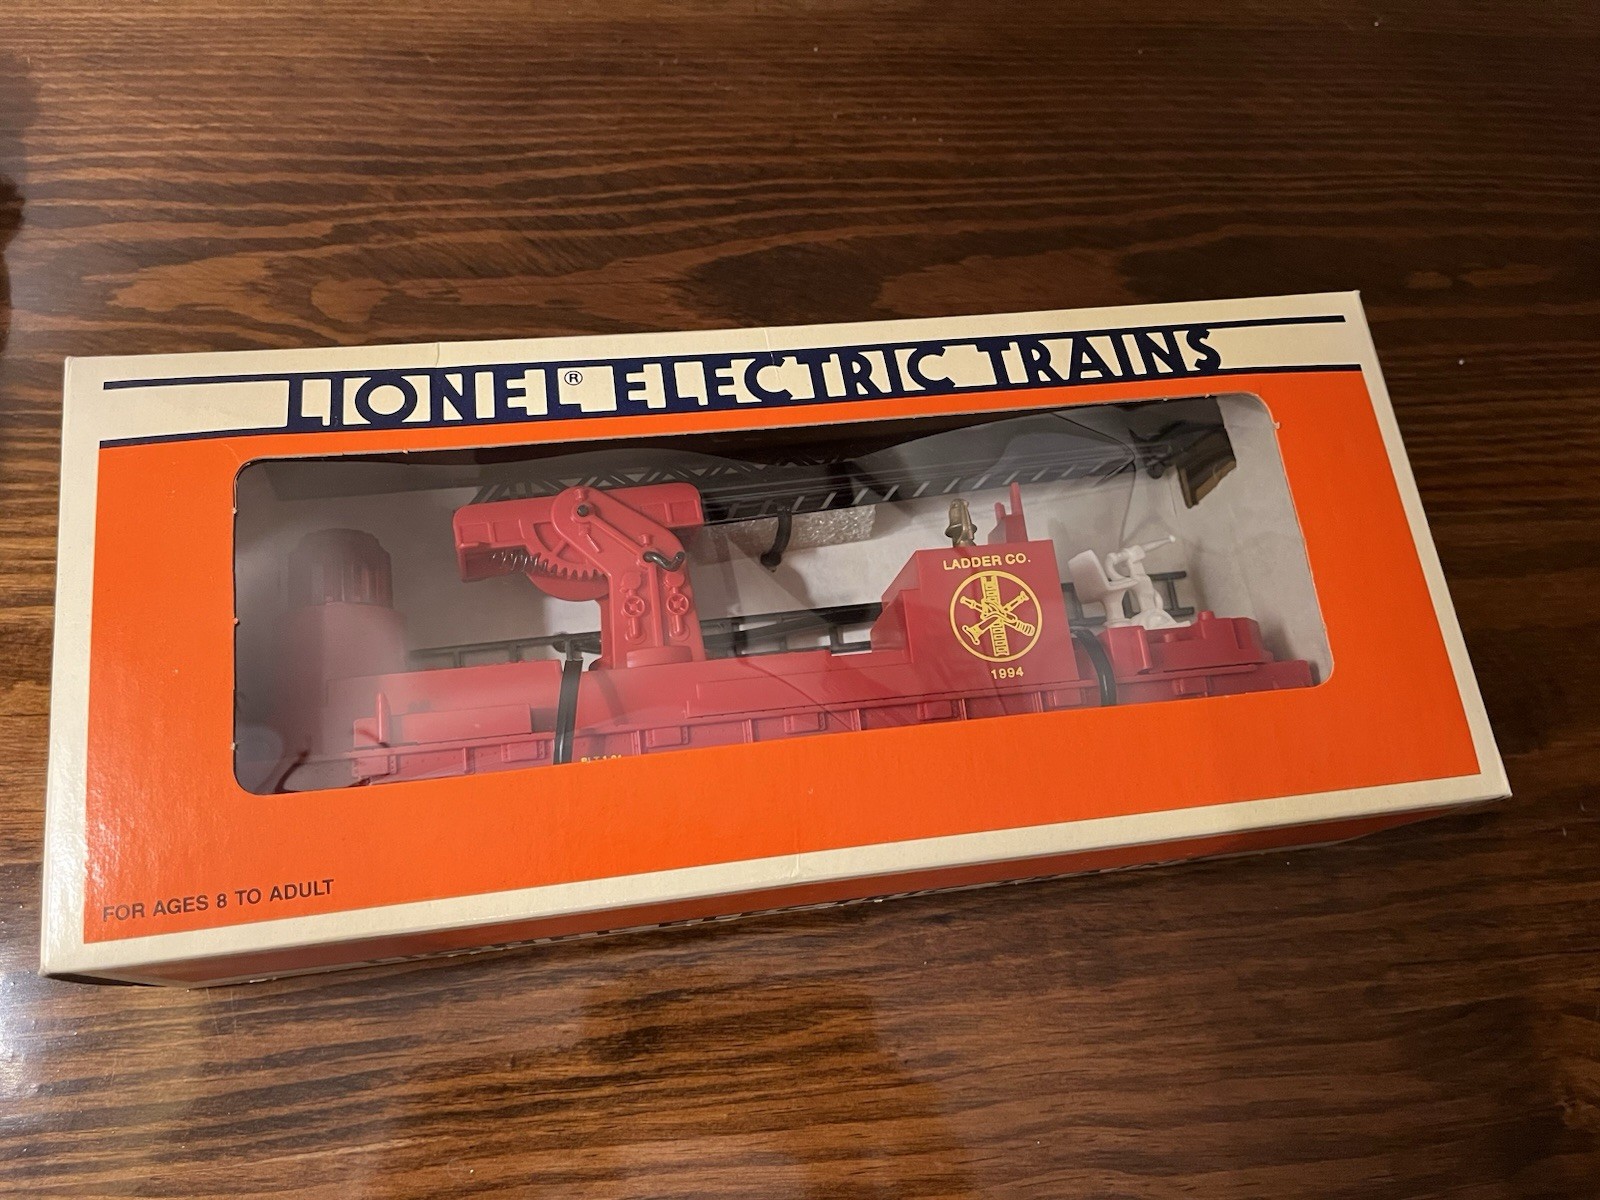 LIONEL® ELECTRIC TRAINS
LADDER CO.
1994
FOR AGES 8 TO ADULT